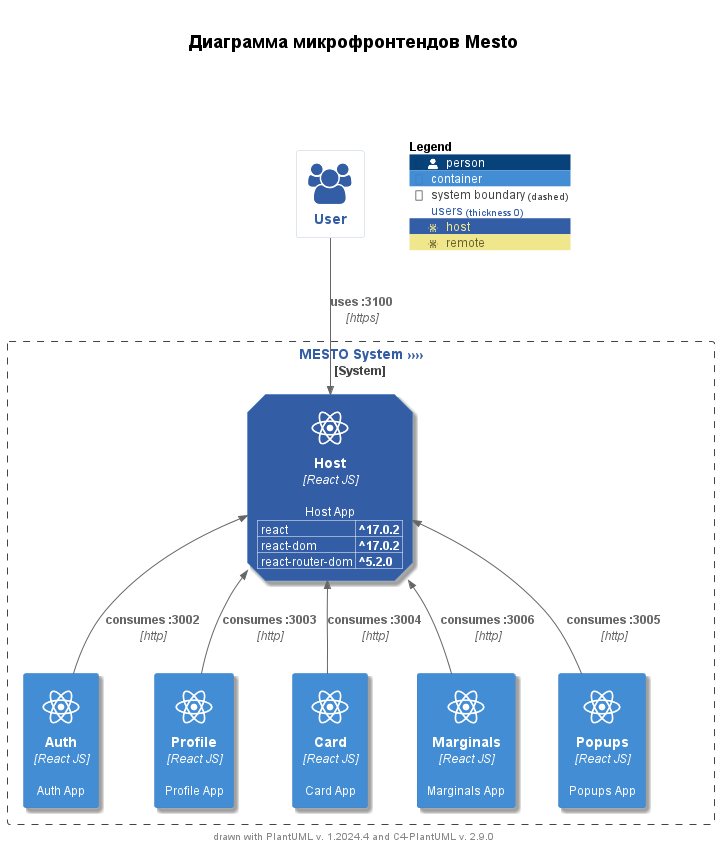 Диаграмма микрофронтендов Mesto
Legend
person
container
system boundary (dashed)
users (thickness 0)
host
remote
User
uses :3100
[https]
MESTO System »»
[System]
Host
[React JS]
Host App
react ^17.0.2
react-dom ^17.0.2
react-router-dom ^5.2.0
consumes :3002 consumes :3003 consumes :3004 consumes :3006 consumes :3005
[http] [http] [http] [http] [http]
Auth Profile Card Marginals Popups
[React JS] [React JS] [React JS] [React JS] [React JS]
Auth App Profile App Card App Marginals App Popups App
drawn with PlantUML v. 1.2024.4 and C4-PlantUML v. 2.9.0